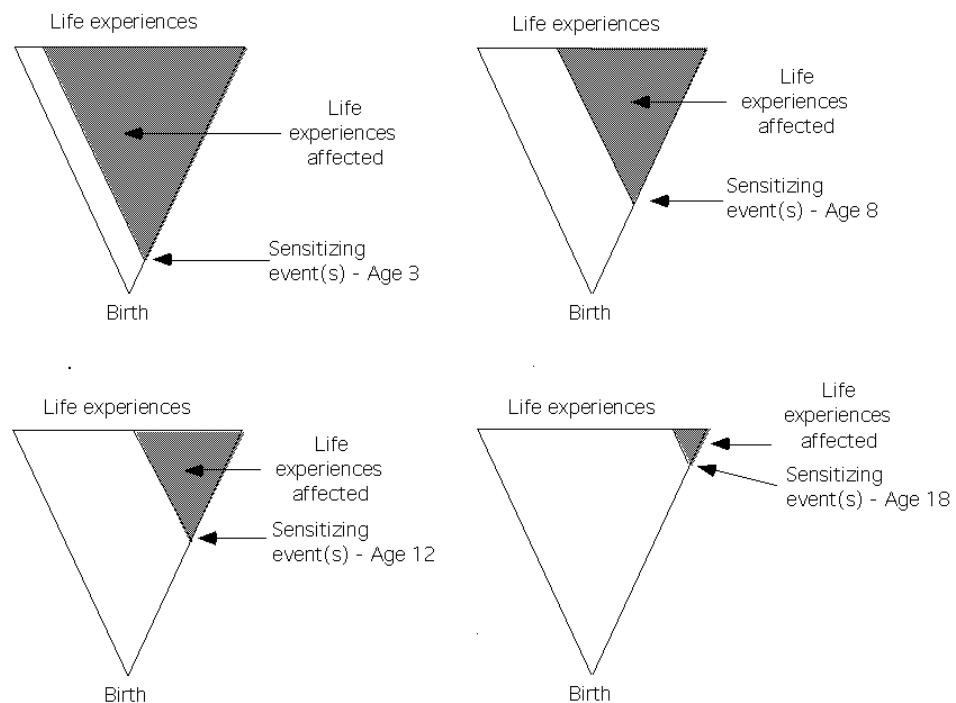 Life experiences
Life
experiences
affected
Sensitizing
event(s) - Age 3
Birth
Life experiences
Life
experiences
affected
Sensitizing
event(s) - Age 8
Birth
Life experiences
Life
experiences
affected
Sensitizing
event(s) - Age 12
Birth
Life experiences
Life
experiences
affected
Sensitizing
event(s) - Age 18
Birth